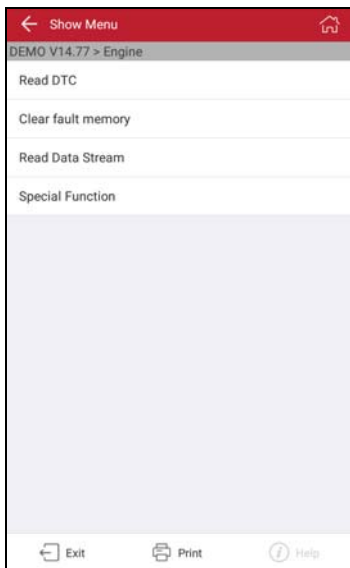 Show Menu
DEMO V14.77 > Engine
Read DTC
Clear fault memory
Read Data Stream
Special Function
Exit Print Help